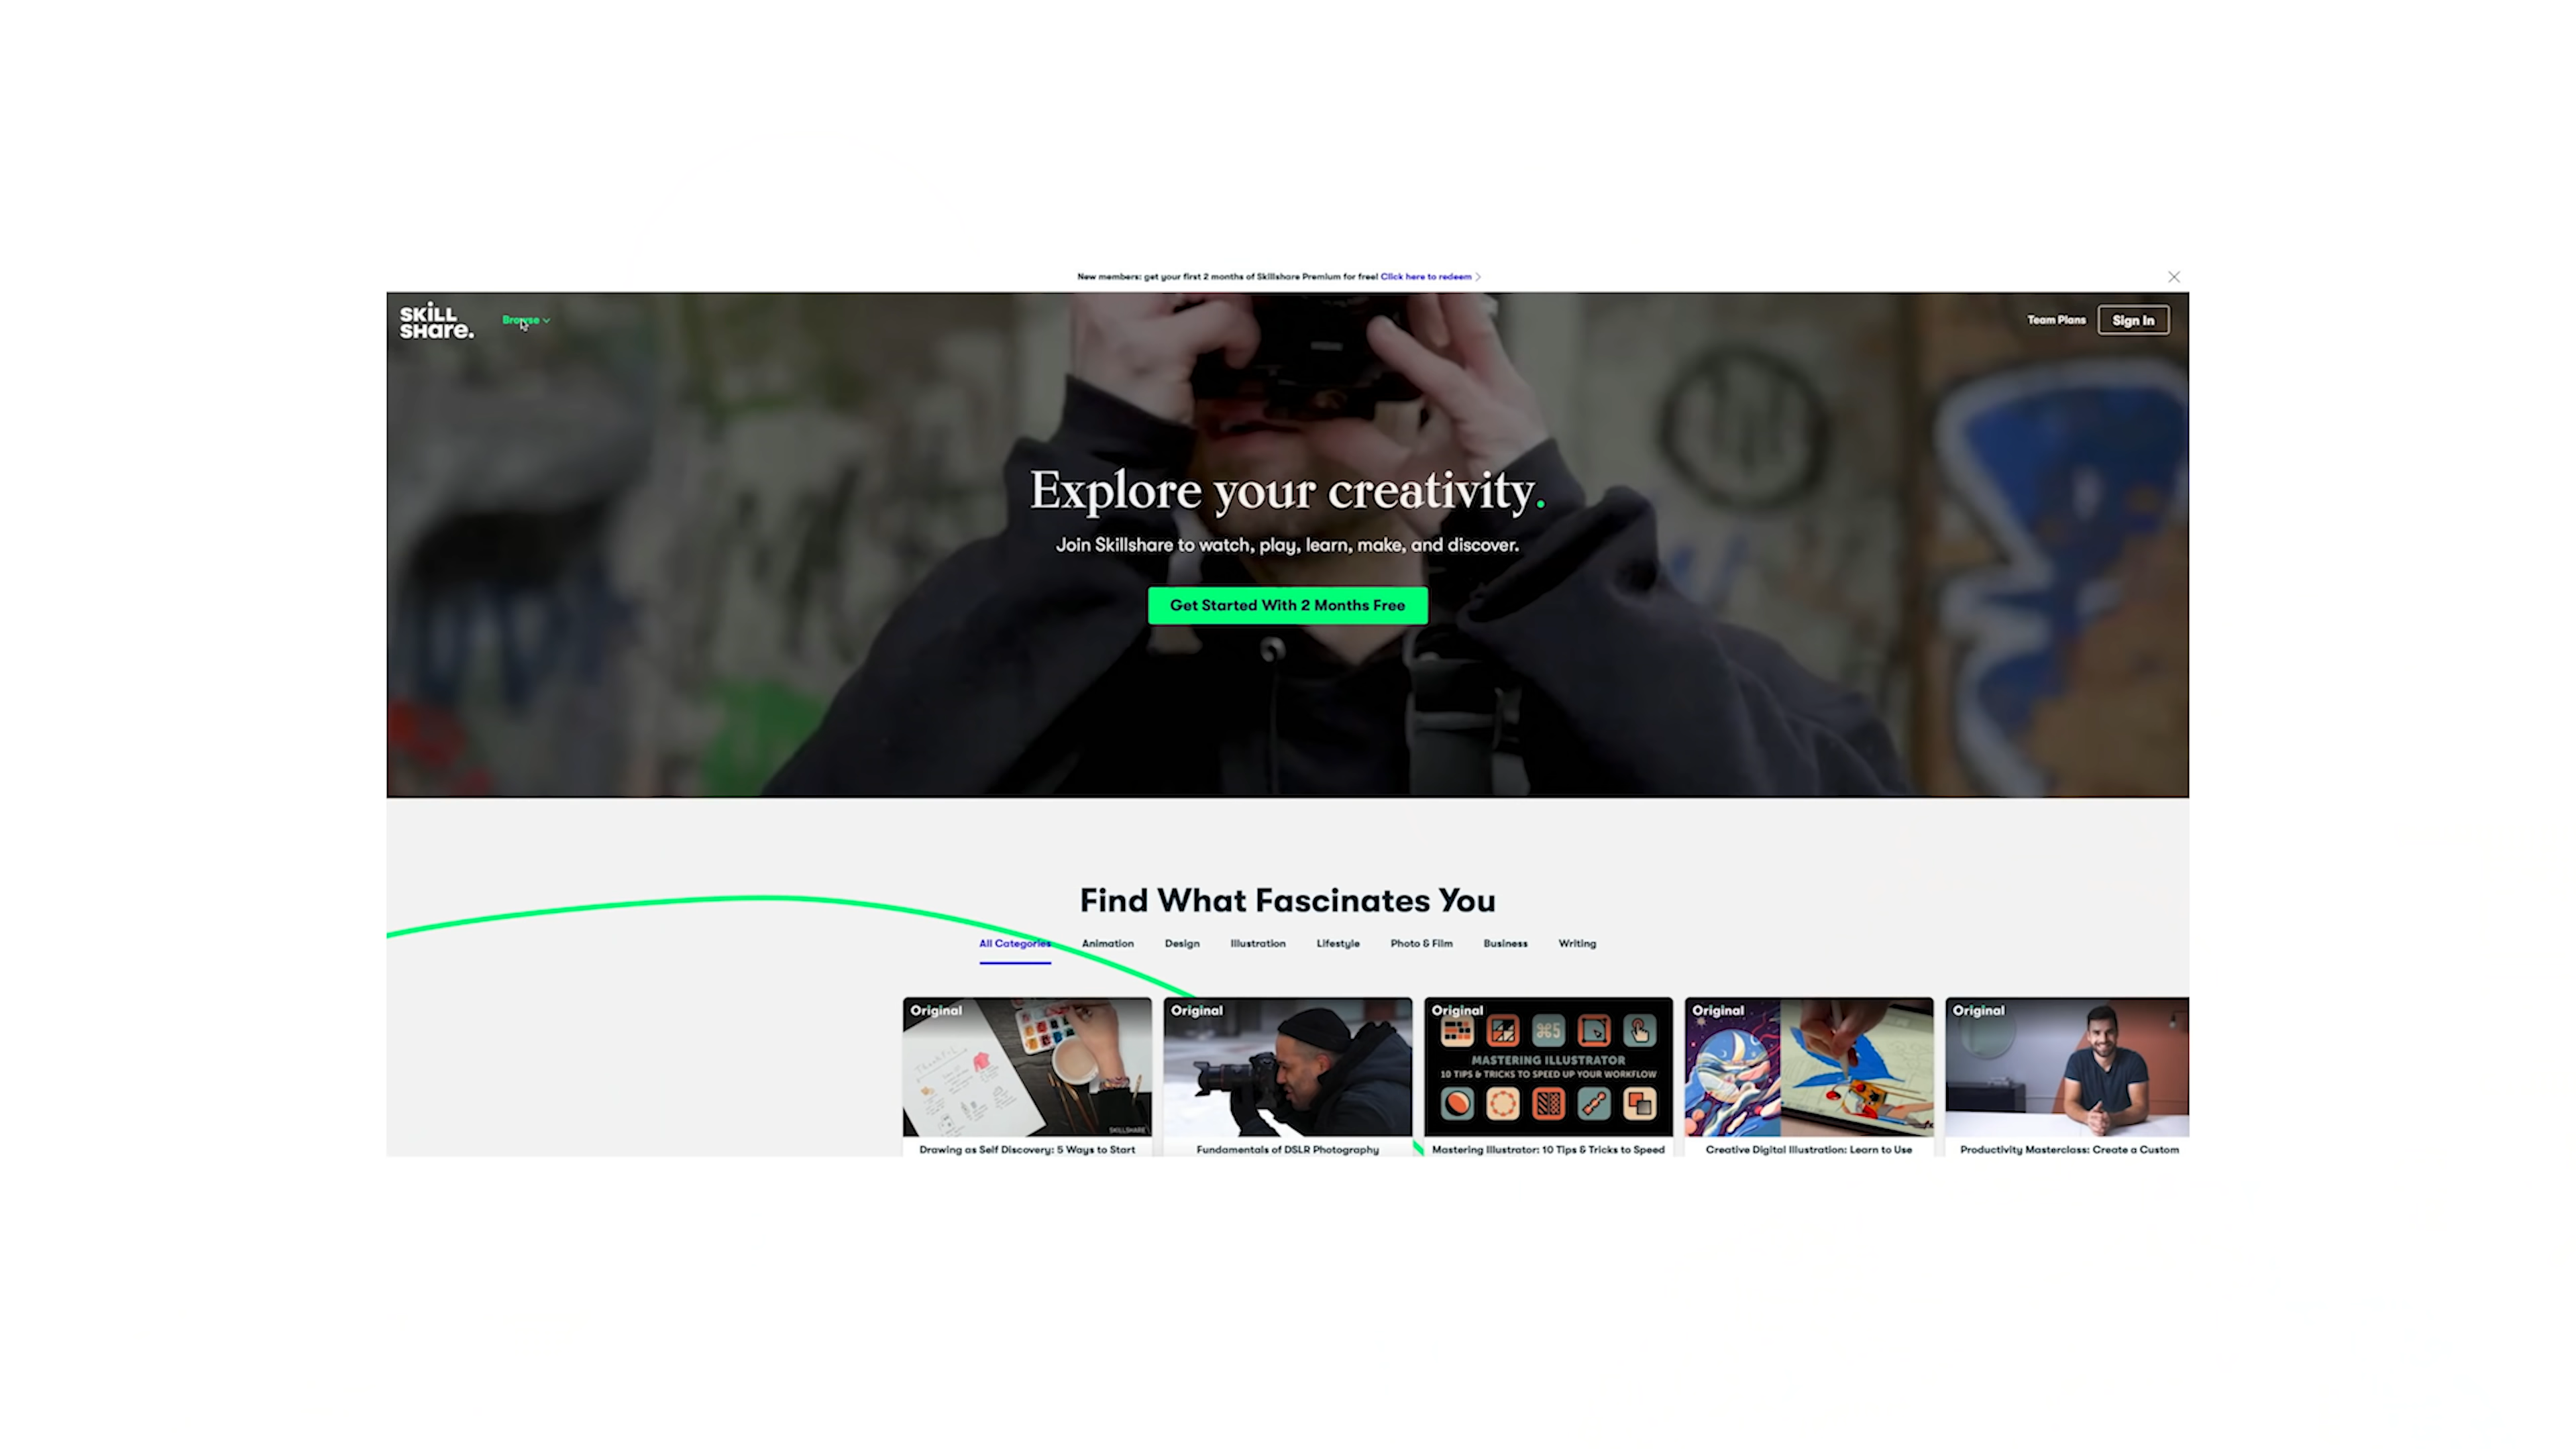 New members: get your first 2 months of Skillshare Premium for free! Click here to redeem
SKILL
SHARE.
Browse
Team Plans
Sign In
Explore your creativity.
Join Skillshare to watch, play, learn, make, and discover.
Get Started With 2 Months Free
Find What Fascinates You
All Categories Animation Design Illustration Lifestyle Photo & Film Business Writing
Original
SKILLSHARE
Drawing as Self Discovery: 5 Ways to Start
Original
Fundamentals of DSLR Photography
Original
⌘5
MASTERING ILLUSTRATOR
10 TIPS & TRICKS TO SPEED UP YOUR WORKFLOW
Mastering Illustrator: 10 Tips & Tricks to Speed
Original
Creative Digital Illustration: Learn to Use
Original
Productivity Masterclass: Create a Custom